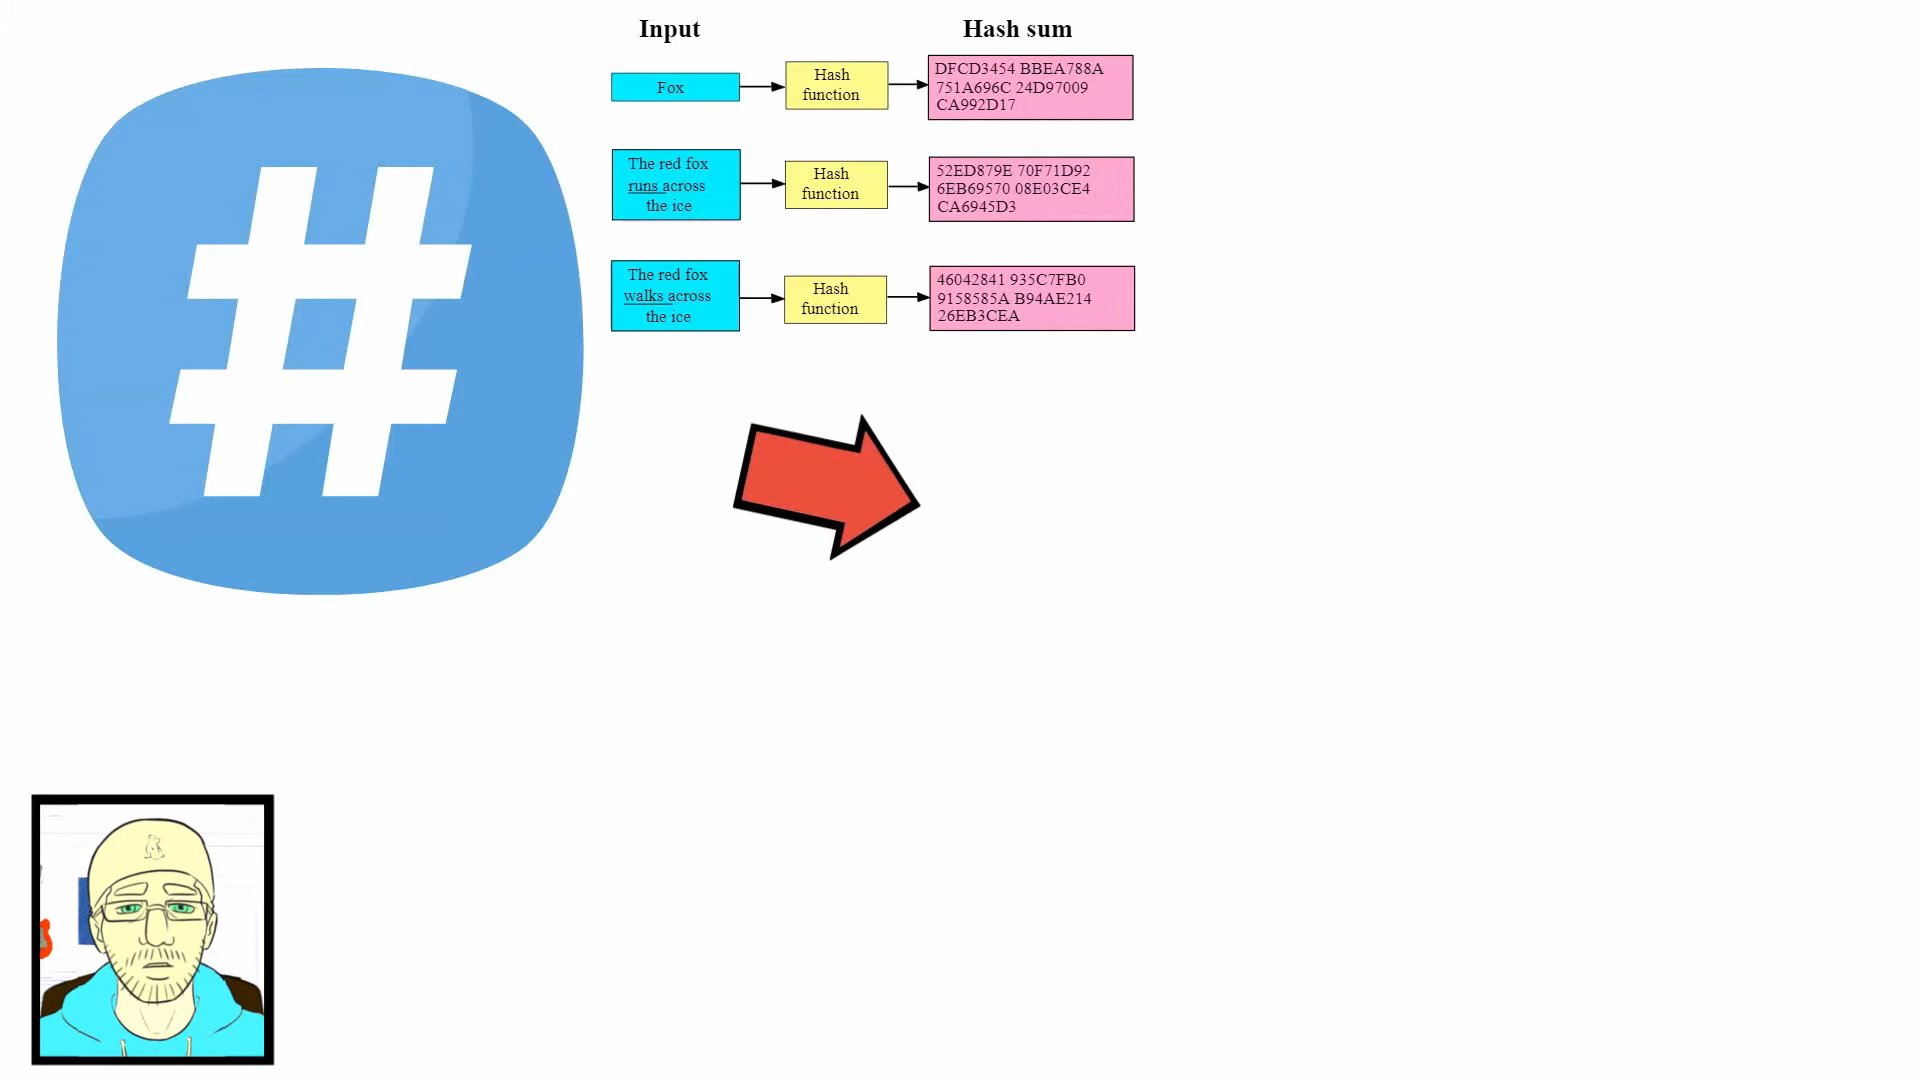 Input
Hash sum
Fox
Hash
function
DFCD3454 BBEA788A
751A696C 24D97009
CA992D17
The red fox
runs across
the ice
Hash
function
52ED879E 70F71D92
6EB69570 08E03CE4
CA6945D3
The red fox
walks across
the ice
Hash
function
46042841 935C7FB0
9158585A B94AE214
26EB3CEA
#